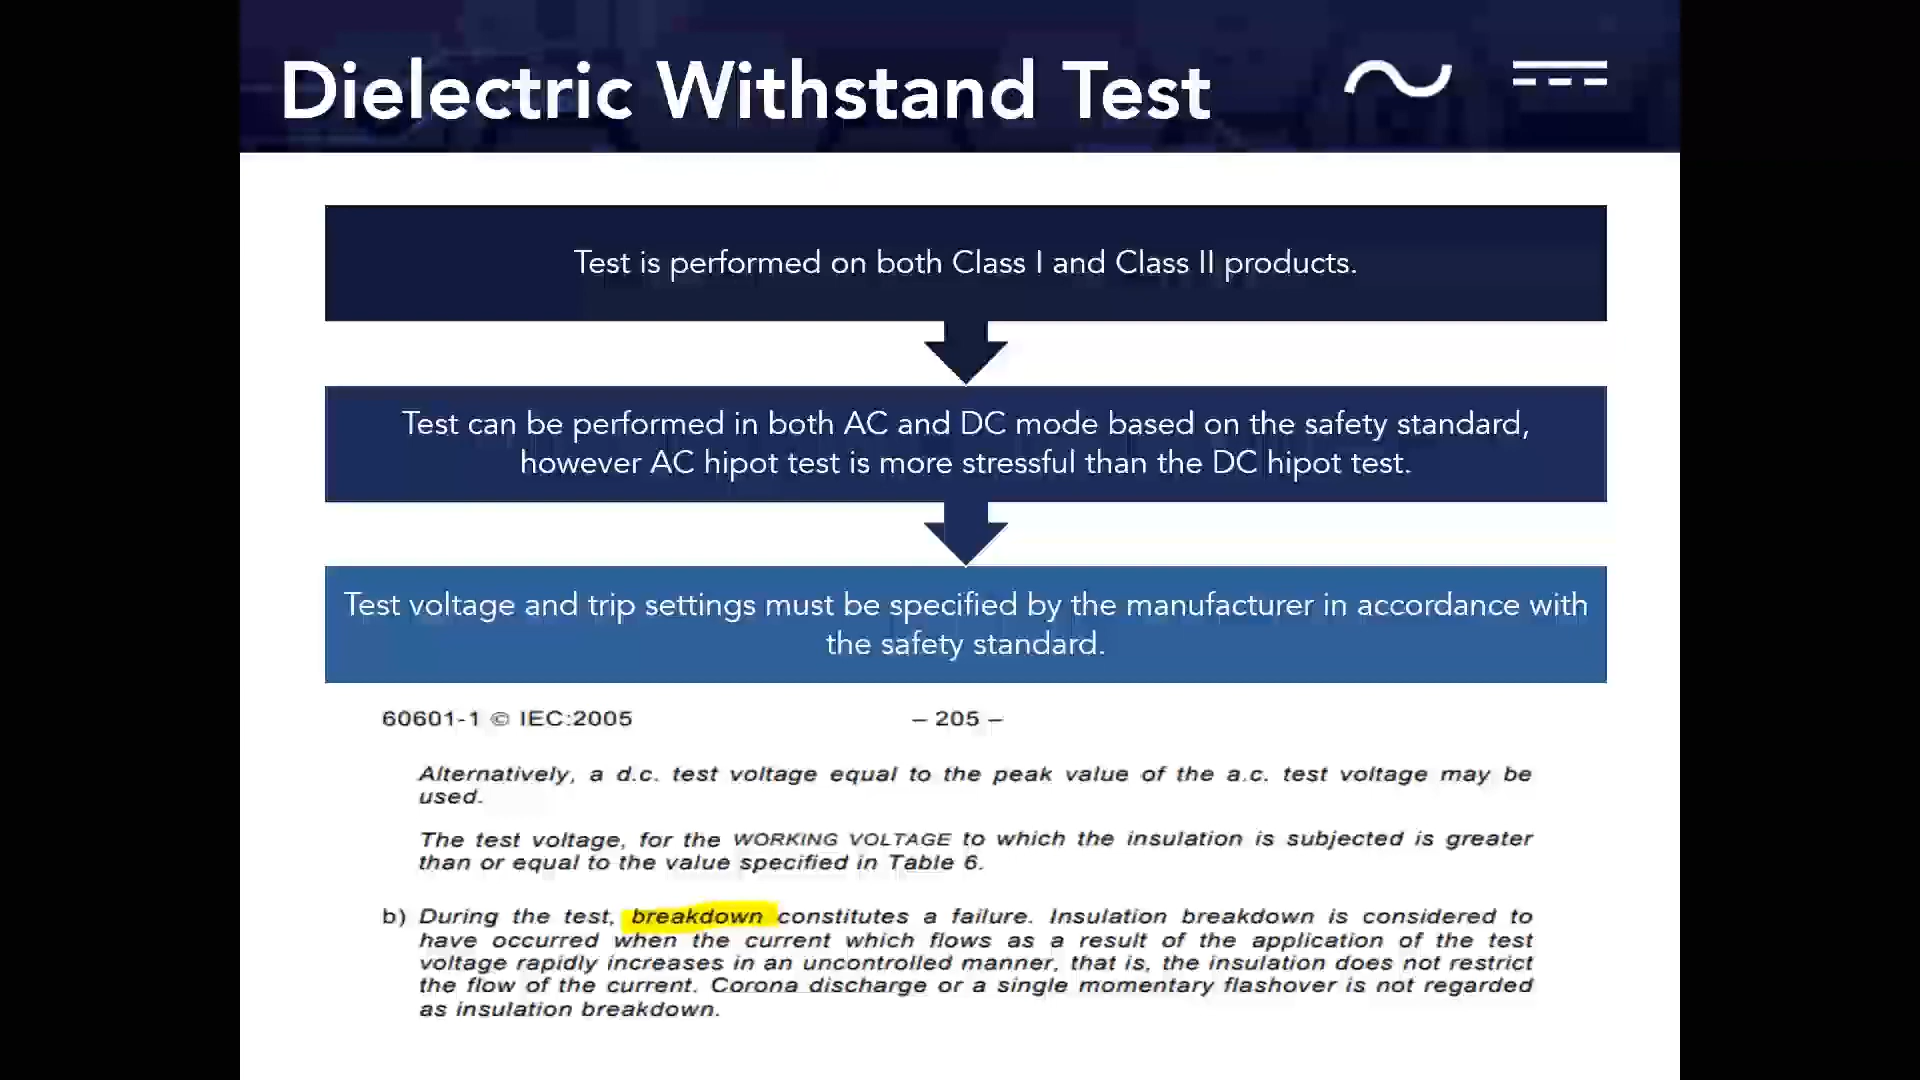 Dielectric Withstand Test
Test is performed on both Class I and Class II products.
Test can be performed in both AC and DC mode based on the safety standard,
however AC hipot test is more stressful than the DC hipot test.
Test voltage and trip settings must be specified by the manufacturer in accordance with
the safety standard.
60601-1 © IEC:2005 – 205 –
Alternatively, a d.c. test voltage equal to the peak value of the a.c. test voltage may be
used.
The test voltage, for the WORKING VOLTAGE to which the insulation is subjected is greater
than or equal to the value specified in Table 6.
b) During the test, breakdown constitutes a failure. Insulation breakdown is considered to
have occurred when the current which flows as a result of the application of the test
voltage rapidly increases in an uncontrolled manner, that is, the insulation does not restrict
the flow of the current. Corona discharge or a single momentary flashover is not regarded
as insulation breakdown.